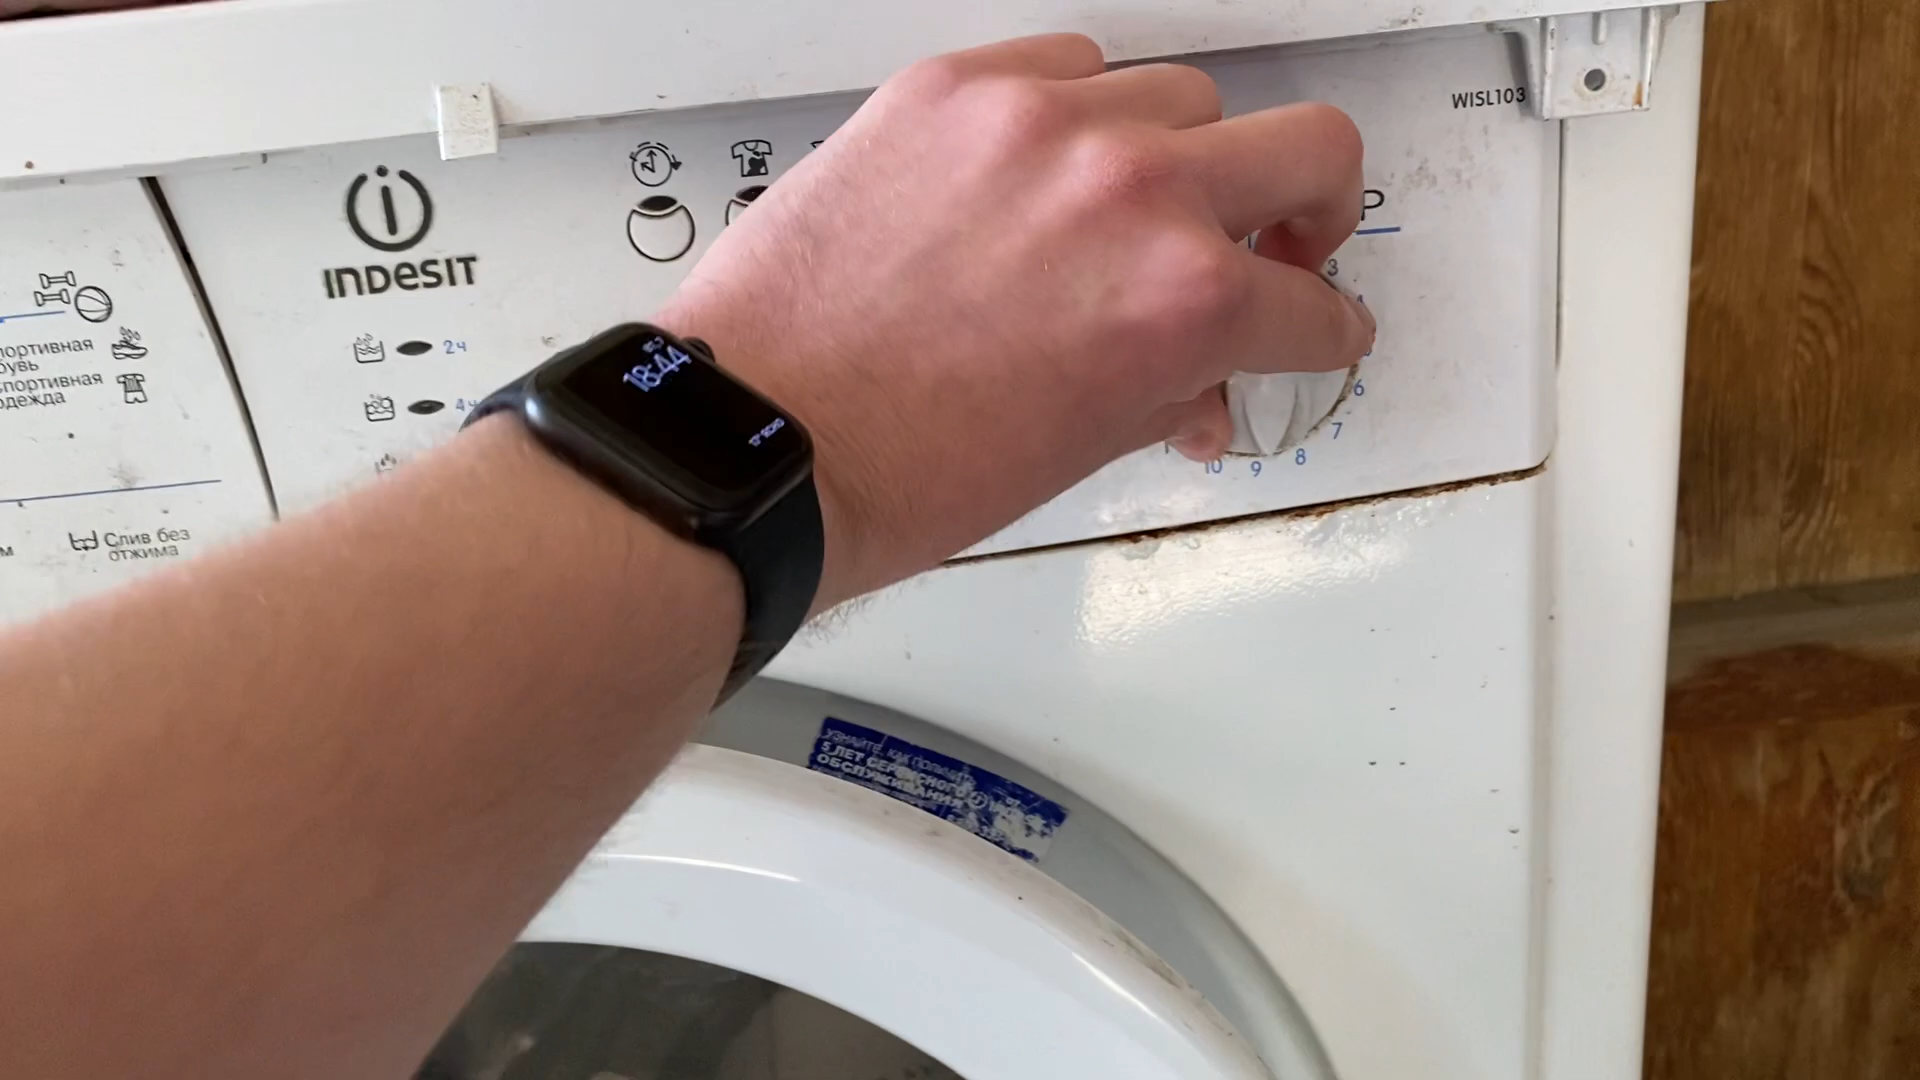 WISL103
INDESIT
P
3
6
7
8
9
10
2ч
4ч
18:44
портивная
бувь
портивная
одежда
м
Слив без
отжима
УЗНАЙТЕ, КАК ПОЛУЧИТЬ
5 ЛЕТ СЕРВИСНОГО
ОБСЛУЖИВАНИЯ